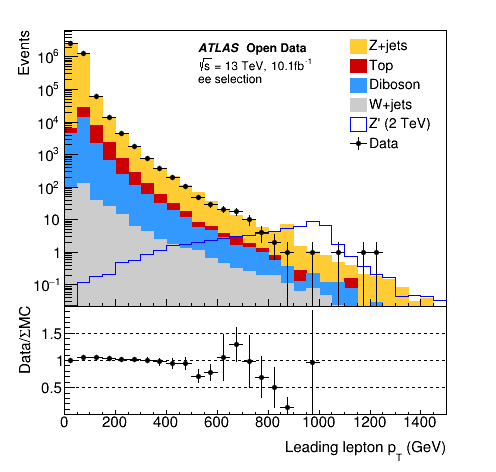 Events
10⁶
10⁵
10⁴
10³
10²
10
1
10⁻¹
ATLAS Open Data
√s = 13 TeV, 10.1fb⁻¹
ee selection
Z+jets
Top
Diboson
W+jets
Z' (2 TeV)
Data
Data/ΣMC
1.5
1
0.5
0 200 400 600 800 1000 1200 1400
Leading lepton p_T (GeV)